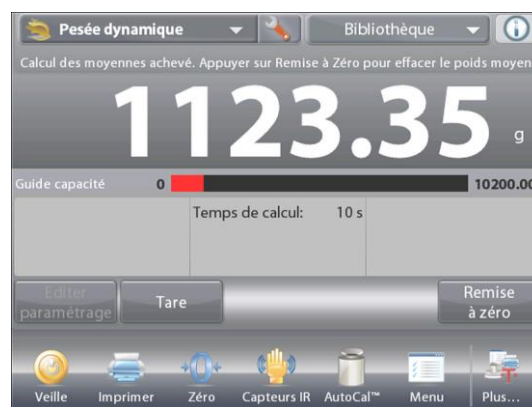 Pesée dynamique
Bibliothèque
Calcul des moyennes achevé. Appuyer sur Remise à Zéro pour effacer le poids moyen
1123.35 g
Guide capacité 0 10200.00
Temps de calcul: 10 s
Editer
paramétrage
Tare
Remise
à zéro
Veille Imprimer Zéro Capteurs IR AutoCal™ Menu Plus...